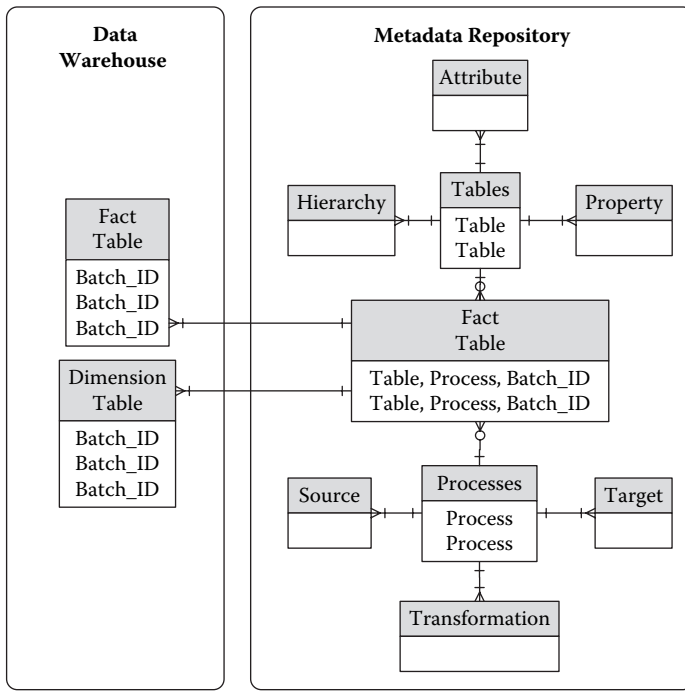 Data
Warehouse
Fact
Table
Batch_ID
Batch_ID
Batch_ID
Dimension
Table
Batch_ID
Batch_ID
Batch_ID
Metadata Repository
Attribute
Hierarchy
Tables
Table
Table
Property
Fact
Table
Table, Process, Batch_ID
Table, Process, Batch_ID
Source
Processes
Process
Process
Target
Transformation